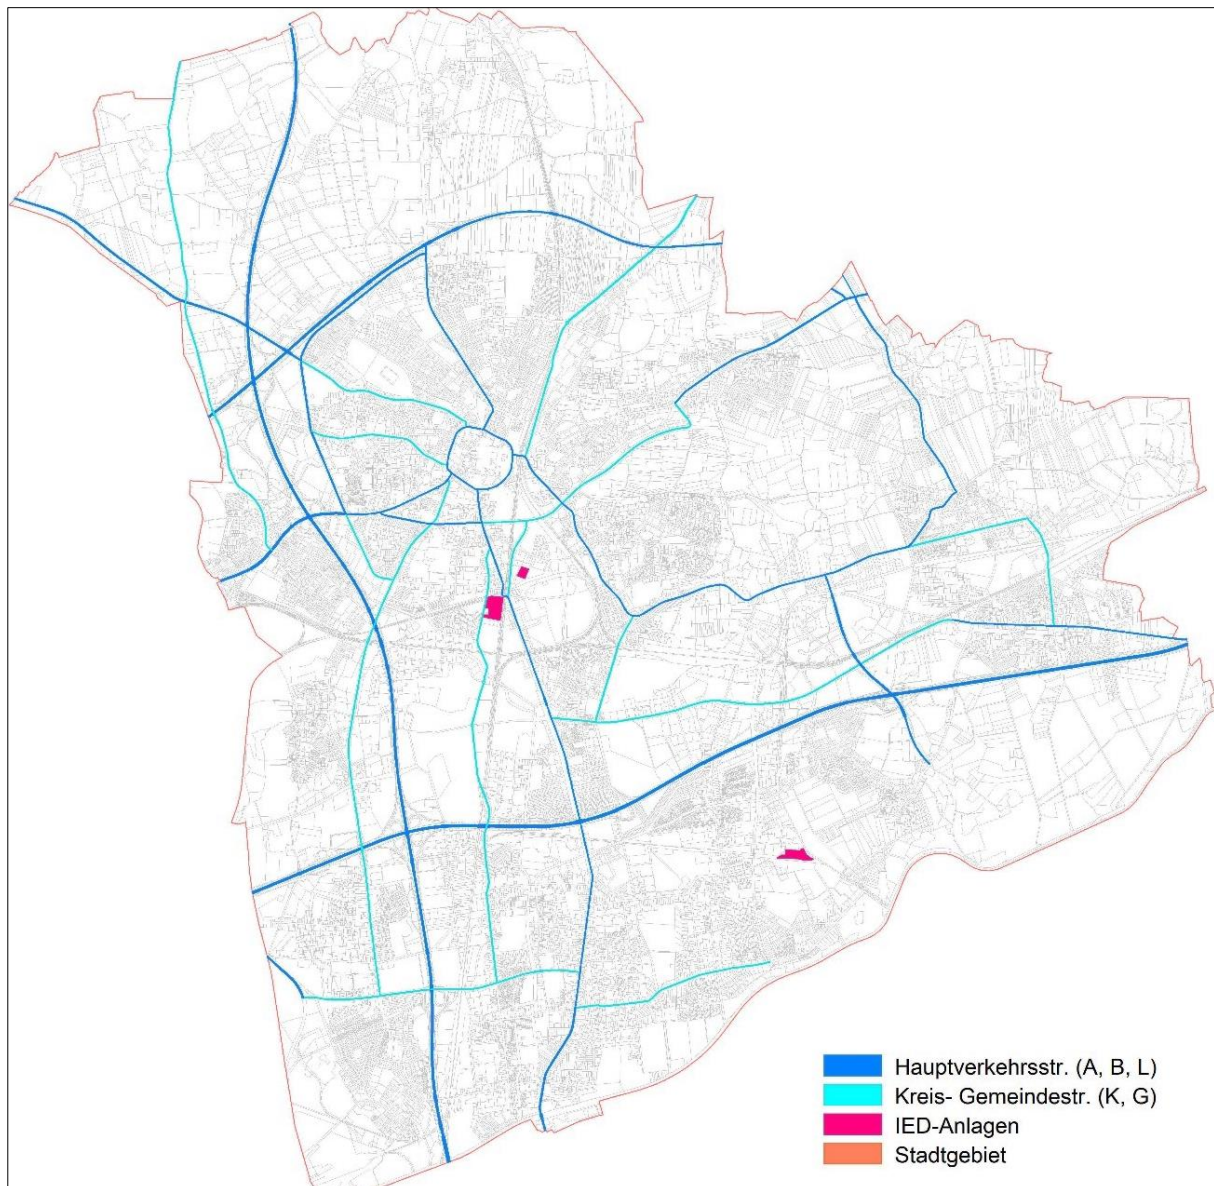 Hauptverkehrsstr. (A, B, L)
Kreis- Gemeindestr. (K, G)
IED-Anlagen
Stadtgebiet